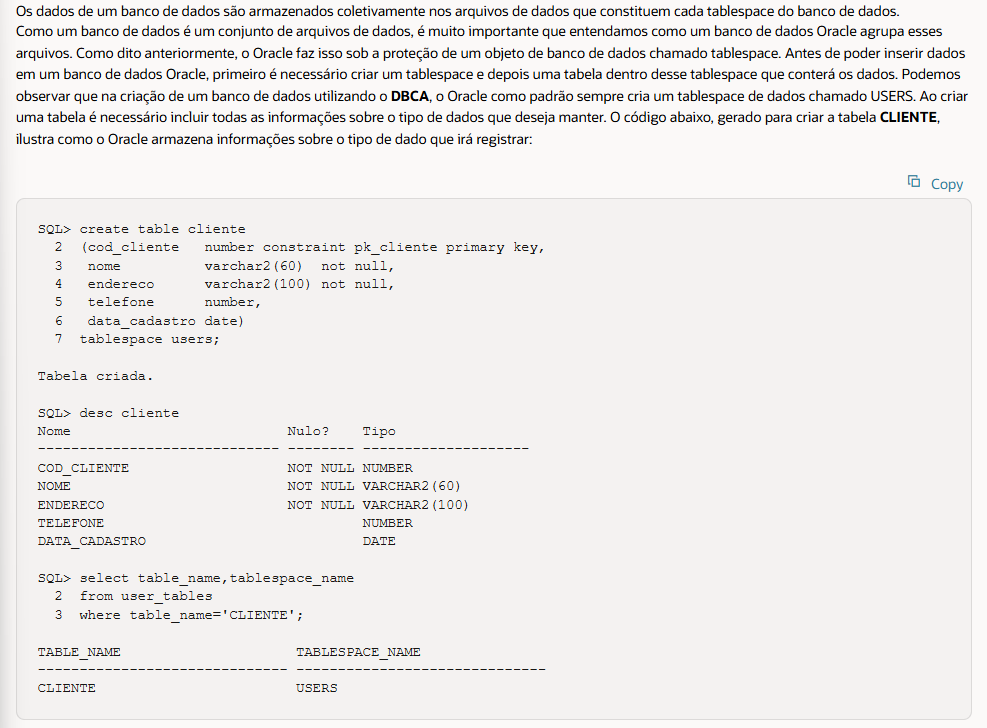 Os dados de um banco de dados são armazenados coletivamente nos arquivos de dados que constituem cada tablespace do banco de dados.
Como um banco de dados é um conjunto de arquivos de dados, é muito importante que entendamos como um banco de dados Oracle agrupa esses
arquivos. Como dito anteriormente, o Oracle faz isso sob a proteção de um objeto de banco de dados chamado tablespace. Antes de poder inserir dados
em um banco de dados Oracle, primeiro é necessário criar um tablespace e depois uma tabela dentro desse tablespace que conterá os dados. Podemos
observar que na criação de um banco de dados utilizando o DBCA, o Oracle como padrão sempre cria um tablespace de dados chamado USERS. Ao criar
uma tabela é necessário incluir todas as informações sobre o tipo de dados que deseja manter. O código abaixo, gerado para criar a tabela CLIENTE,
ilustra como o Oracle armazena informações sobre o tipo de dado que irá registrar:
Copy
SQL> create table cliente
2 (cod_cliente number constraint pk_cliente primary key,
3 nome varchar2(60) not null,
4 endereco varchar2(100) not null,
5 telefone number,
6 data_cadastro date)
7 tablespace users;
Tabela criada.
SQL> desc cliente
Nome Nulo? Tipo
----------------------------- -------- --------------------
COD_CLIENTE NOT NULL NUMBER
NOME NOT NULL VARCHAR2(60)
ENDERECO NOT NULL VARCHAR2(100)
TELEFONE NUMBER
DATA_CADASTRO DATE
SQL> select table_name,tablespace_name
2 from user_tables
3 where table_name='CLIENTE';
TABLE_NAME TABLESPACE_NAME
------------------------------ ------------------------------
CLIENTE USERS